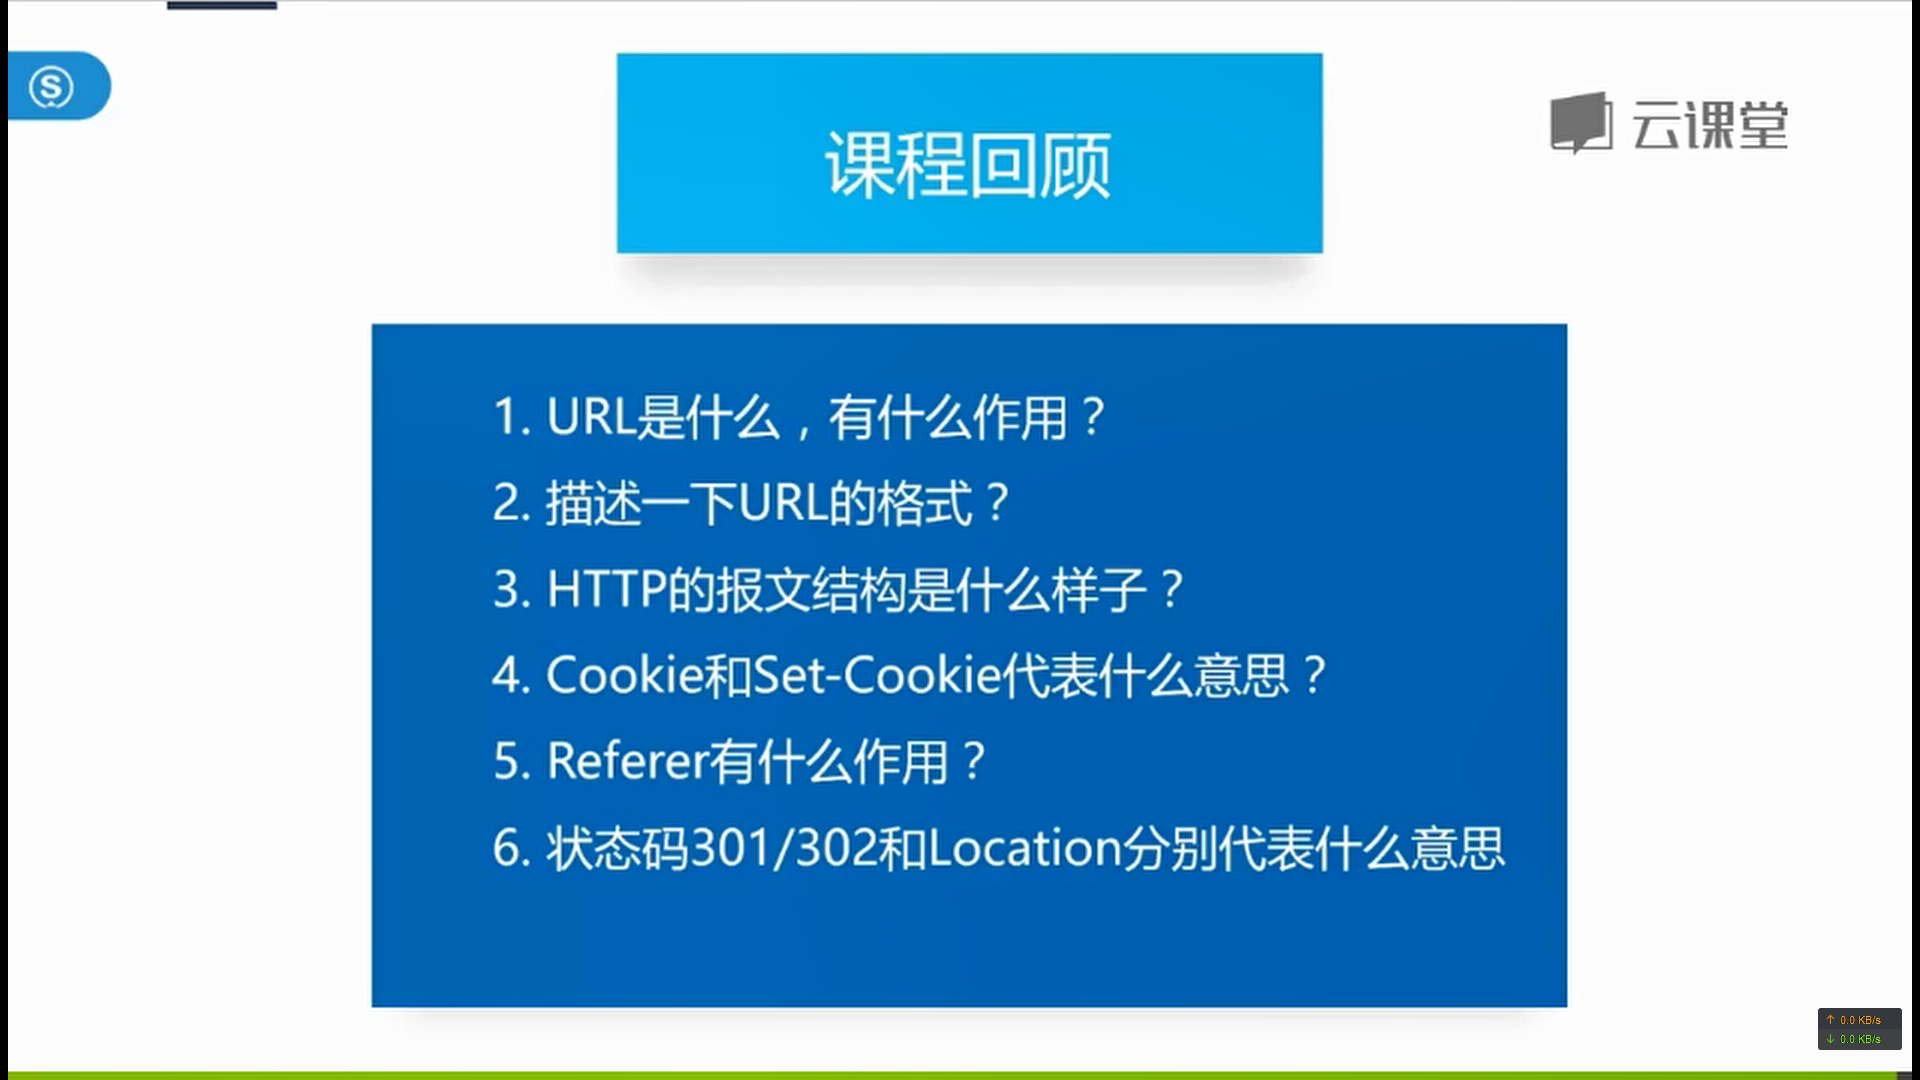 S
云课堂
课程回顾
1. URL是什么，有什么作用？
2. 描述一下URL的格式？
3. HTTP的报文结构是什么样子？
4. Cookie和Set-Cookie代表什么意思？
5. Referer有什么作用？
6. 状态码301/302和Location分别代表什么意思
↑ 0.0 KB/s
↓ 0.0 KB/s